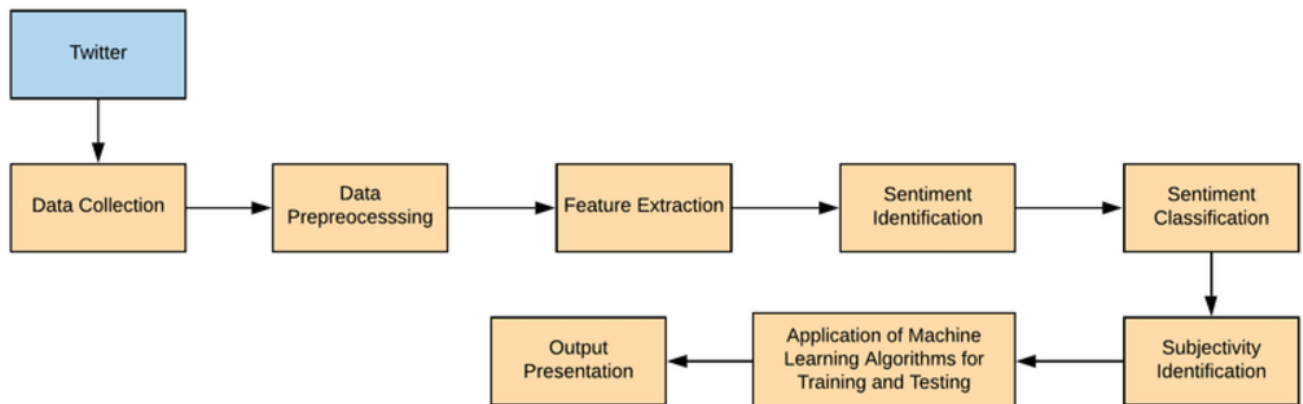 Twitter
Data Collection
Data
Prepreocesssing
Feature Extraction
Sentiment
Identification
Sentiment
Classification
Subjectivity
Identification
Application of Machine
Learning Algorithms for
Training and Testing
Output
Presentation